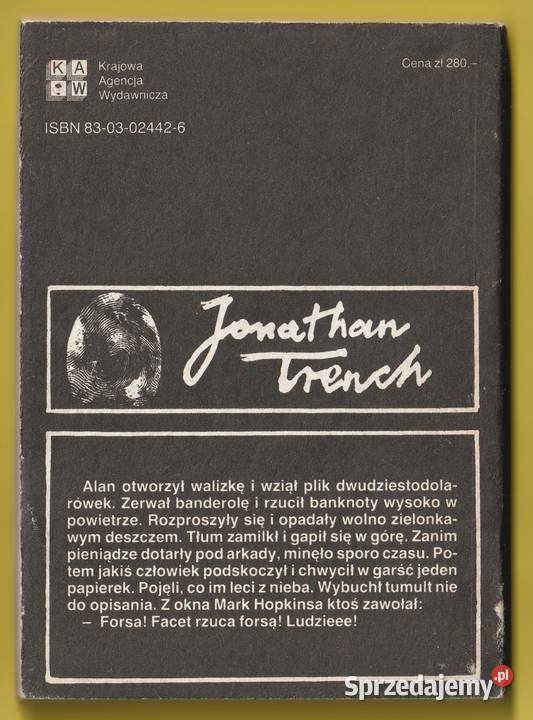 K A
W
Krajowa
Agencja
Wydawnicza
Cena zł 280.–
ISBN 83-03-02442-6
Jonathan
Trench
Alan otworzył walizkę i wziął plik dwudziestodola-
rówek. Zerwał banderolę i rzucił banknoty wysoko w
powietrze. Rozproszyły się i opadały wolno zielonka-
wym deszczem. Tłum zamilkł i gapił się w górę. Zanim
pieniądze dotarły pod arkady, minęło sporo czasu. Po-
tem jakiś człowiek podskoczył i chwycił w garść jeden
papierek. Pojęli, co im leci z nieba. Wybuchł tumult nie
do opisania. Z okna Mark Hopkinsa ktoś zawołał:
– Forsa! Facet rzuca forsą! Ludzieee!
Sprzedajemy.pl